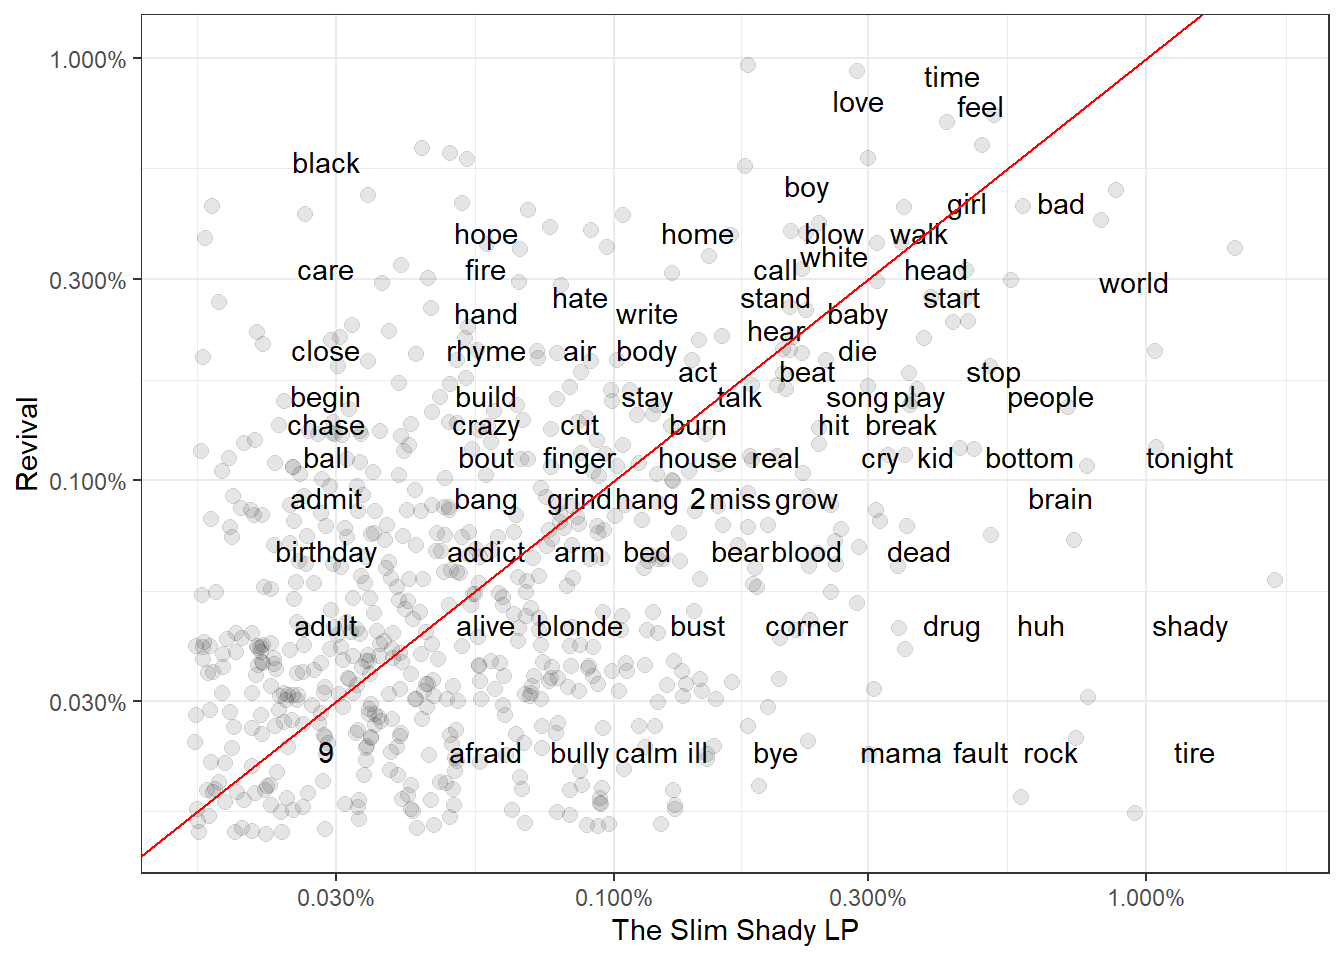 1.000%
time
love
feel
black
boy
girl
bad
hope
home
blow
walk
white
care
fire
call
head
0.300%
world
hate
stand
start
hand
write
baby
hear
close
rhyme
air
body
die
act
beat
stop
begin
build
stay
talk
song
play
people
chase
crazy
cut
burn
hit
break
Revival
ball
bout
finger
house
real
cry
kid
bottom
tonight
0.100%
admit
bang
grind
hang
2
miss
grow
brain
birthday
addict
arm
bed
bear
blood
dead
adult
alive
blonde
bust
corner
drug
huh
shady
0.030%
9
afraid
bully
calm
ill
bye
mama
fault
rock
tire
0.030%
0.100%
0.300%
1.000%
The Slim Shady LP